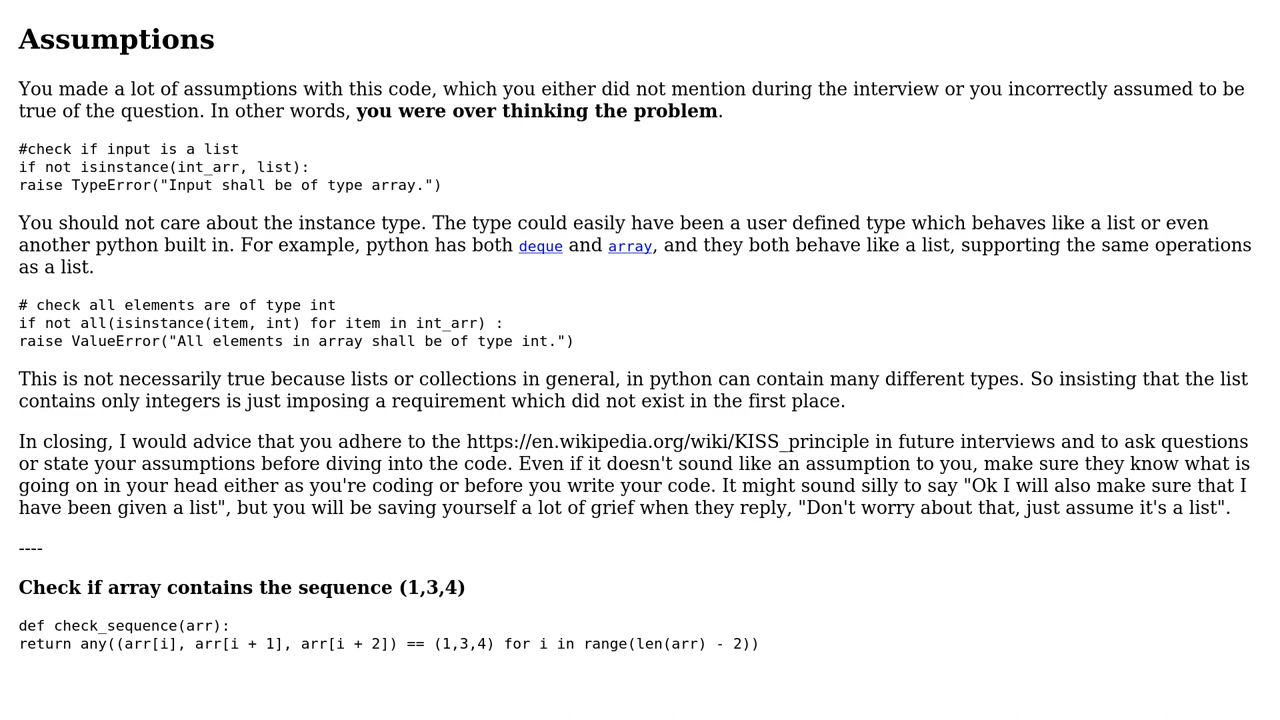 Assumptions
You made a lot of assumptions with this code, which you either did not mention during the interview or you incorrectly assumed to be
true of the question. In other words, you were over thinking the problem.
#check if input is a list
if not isinstance(int_arr, list):
raise TypeError("Input shall be of type array.")
You should not care about the instance type. The type could easily have been a user defined type which behaves like a list or even
another python built in. For example, python has both deque and array, and they both behave like a list, supporting the same operations
as a list.
# check all elements are of type int
if not all(isinstance(item, int) for item in int_arr) :
raise ValueError("All elements in array shall be of type int.")
This is not necessarily true because lists or collections in general, in python can contain many different types. So insisting that the list
contains only integers is just imposing a requirement which did not exist in the first place.
In closing, I would advice that you adhere to the https://en.wikipedia.org/wiki/KISS_principle in future interviews and to ask questions
or state your assumptions before diving into the code. Even if it doesn't sound like an assumption to you, make sure they know what is
going on in your head either as you're coding or before you write your code. It might sound silly to say "Ok I will also make sure that I
have been given a list", but you will be saving yourself a lot of grief when they reply, "Don't worry about that, just assume it's a list".
----
Check if array contains the sequence (1,3,4)
def check_sequence(arr):
return any((arr[i], arr[i + 1], arr[i + 2]) == (1,3,4) for i in range(len(arr) - 2))